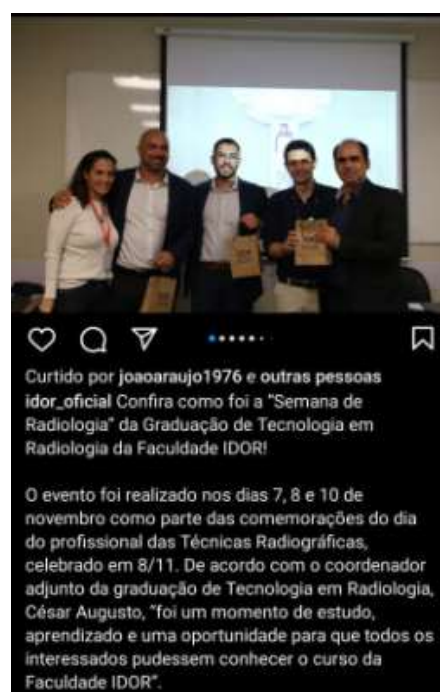 Curtido por joaoaraujo1976 e outras pessoas
idor_oficial Confira como foi a "Semana de
Radiologia" da Graduação de Tecnologia em
Radiologia da Faculdade IDOR!
O evento foi realizado nos dias 7, 8 e 10 de
novembro como parte das comemorações do dia
do profissional das Técnicas Radiográficas,
celebrado em 8/11. De acordo com o coordenador
adjunto da graduação de Tecnologia em Radiologia,
César Augusto, "foi um momento de estudo,
aprendizado e uma oportunidade para que todos os
interessados pudessem conhecer o curso da
Faculdade IDOR".